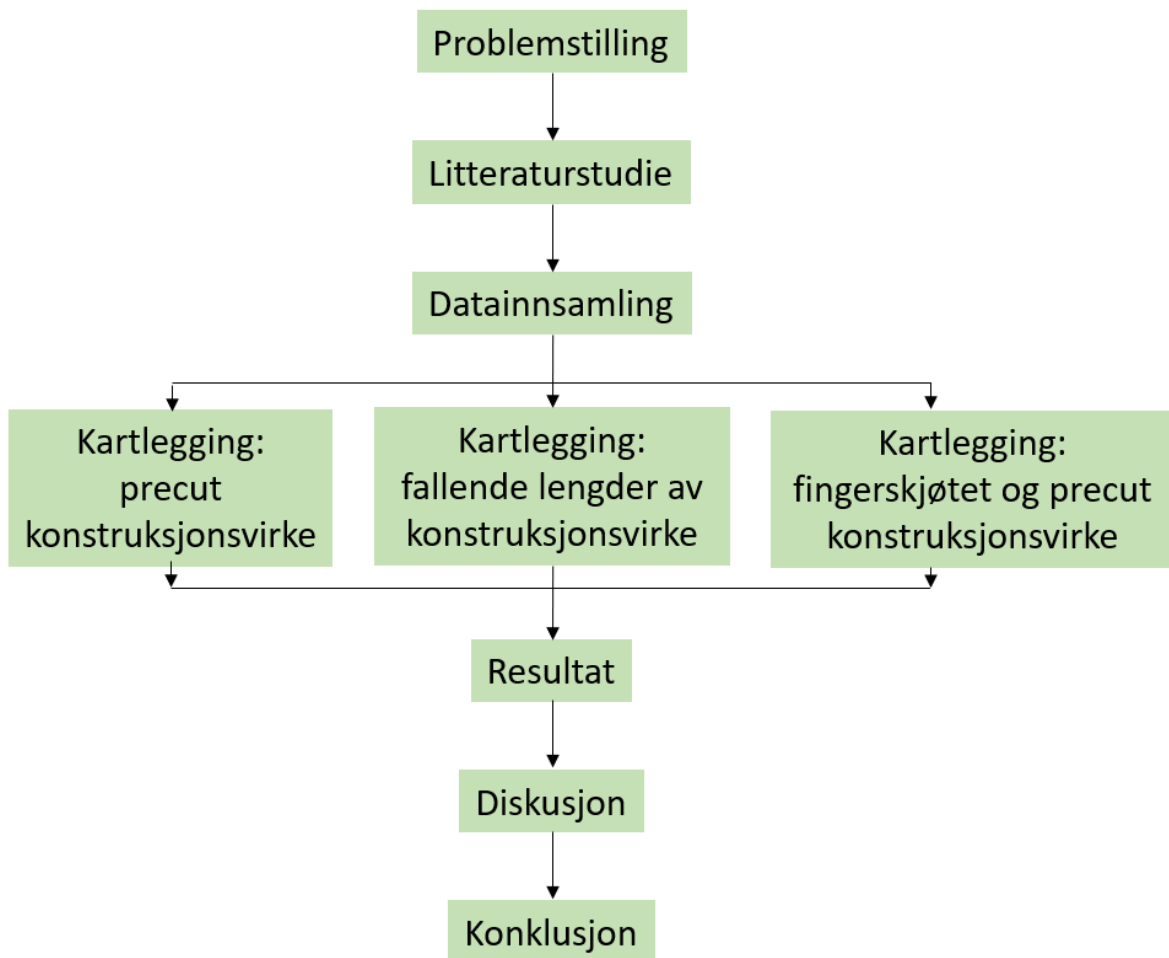 Problemstilling
Litteraturstudie
Datainnsamling
Kartlegging:
precut
konstruksjonsvirke
Kartlegging:
fallende lengder av
konstruksjonsvirke
Kartlegging:
fingerskjøtet og precut
konstruksjonsvirke
Resultat
Diskusjon
Konklusjon